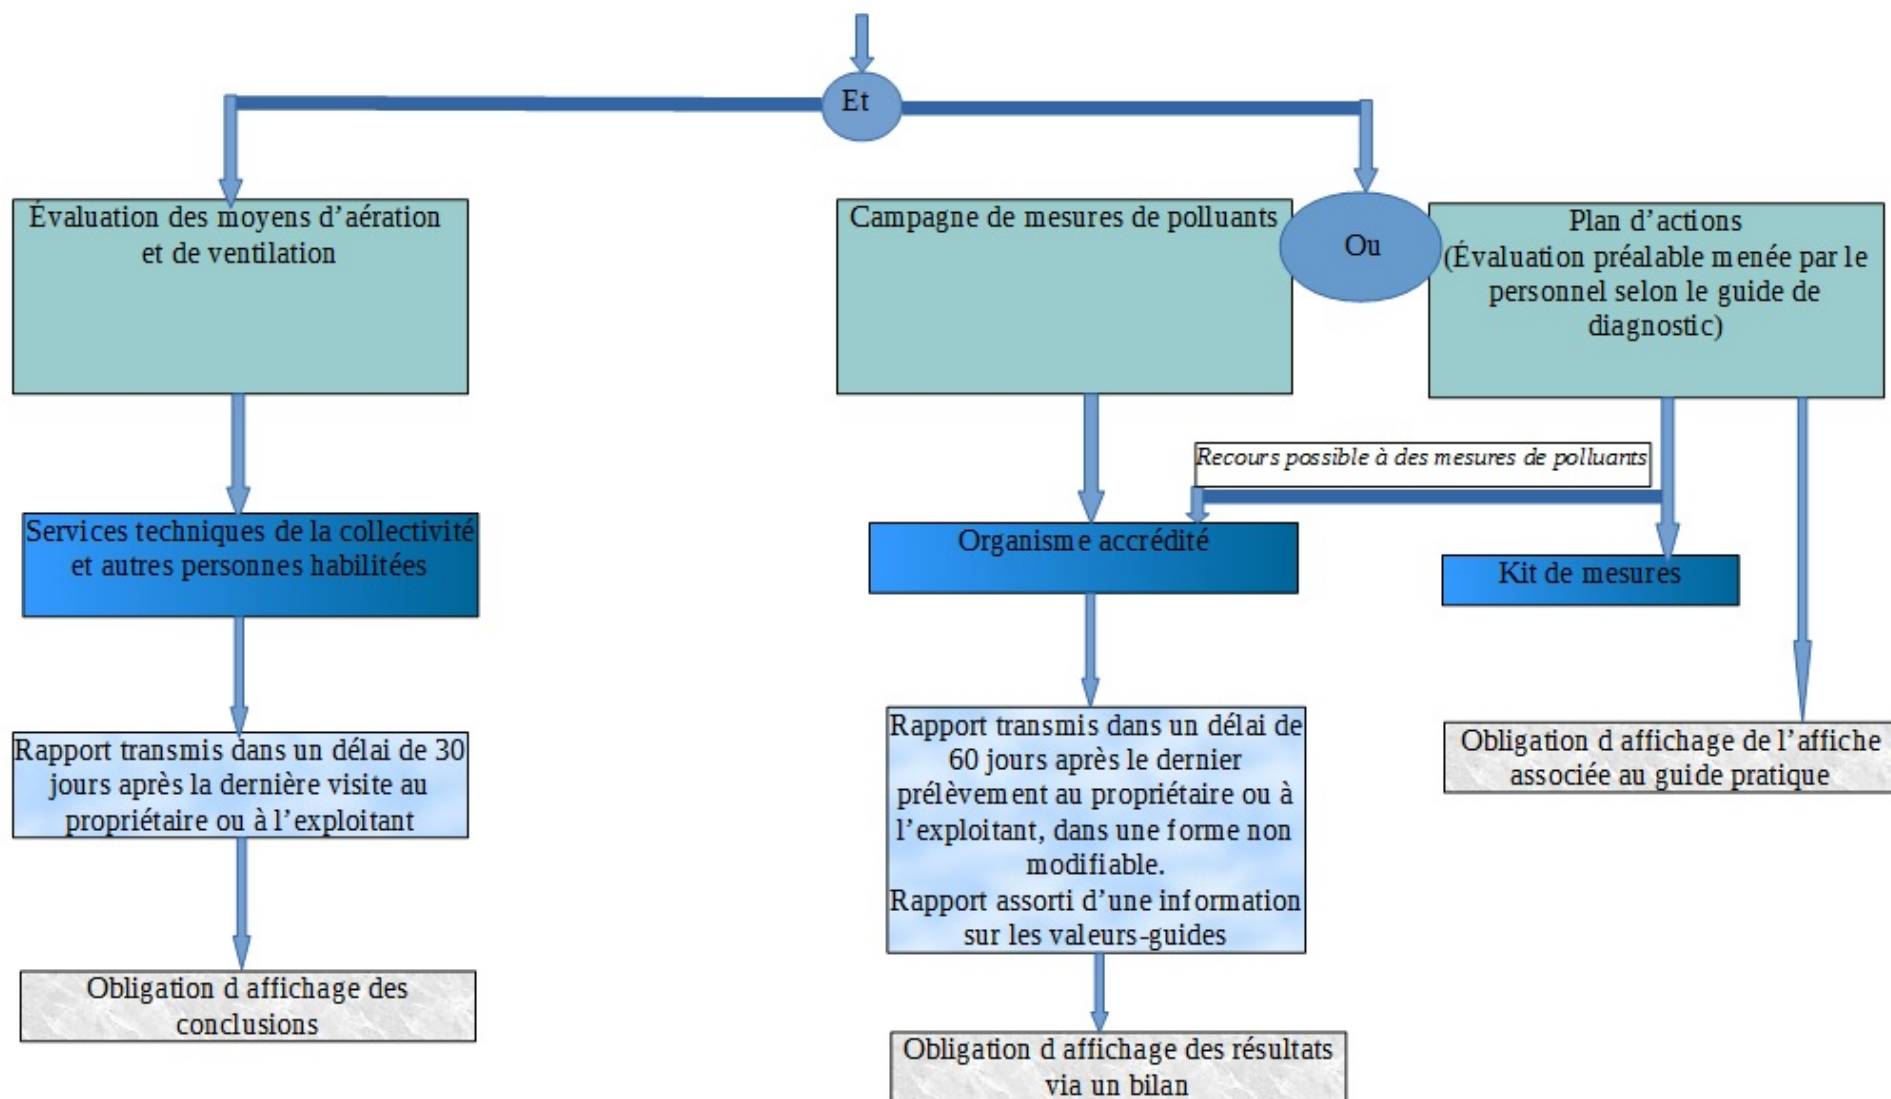 Et
Évaluation des moyens d’aération
et de ventilation
Campagne de mesures de polluants
Ou
Plan d’actions
(Évaluation préalable menée par le
personnel selon le guide de
diagnostic)
Recours possible à des mesures de polluants
Services techniques de la collectivité
et autres personnes habilitées
Organisme accrédité
Kit de mesures
Rapport transmis dans un délai de 30
jours après la dernière visite au
propriétaire ou à l’exploitant
Rapport transmis dans un délai de
60 jours après le dernier
prélèvement au propriétaire ou à
l’exploitant, dans une forme non
modifiable.
Rapport assorti d’une information
sur les valeurs-guides
Obligation d affichage de l’affiche
associée au guide pratique
Obligation d affichage des
conclusions
Obligation d affichage des résultats
via un bilan